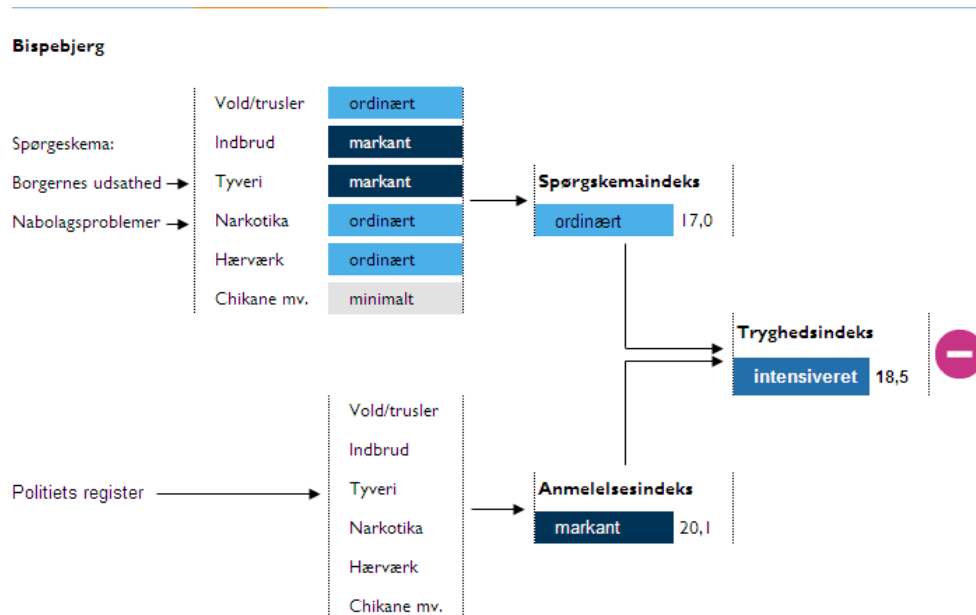 Bispebjerg
Vold/trusler ordinært
Spørgeskema: Indbrud markant
Borgernes udsathed Tyveri markant
Nabolagsproblemer Narkotika ordinært
Hærværk ordinært
Chikane mv. minimalt
Spørgskemaindeks
ordinært 17,0
Tryghedsindeks
intensiveret 18,5
Politiets register
Vold/trusler
Indbrud
Tyveri
Narkotika
Hærværk
Chikane mv.
Anmelelsesindeks
markant 20,1